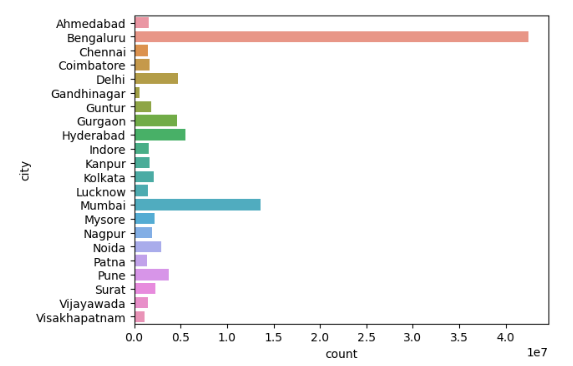 Ahmedabad
Bengaluru
Chennai
Coimbatore
Delhi
Gandhinagar
Guntur
Gurgaon
Hyderabad
Indore
Kanpur
Kolkata
Lucknow
Mumbai
Mysore
Nagpur
Noida
Patna
Pune
Surat
Vijayawada
Visakhapatnam
city
0.0 0.5 1.0 1.5 2.0 2.5 3.0 3.5 4.0
1e7
count